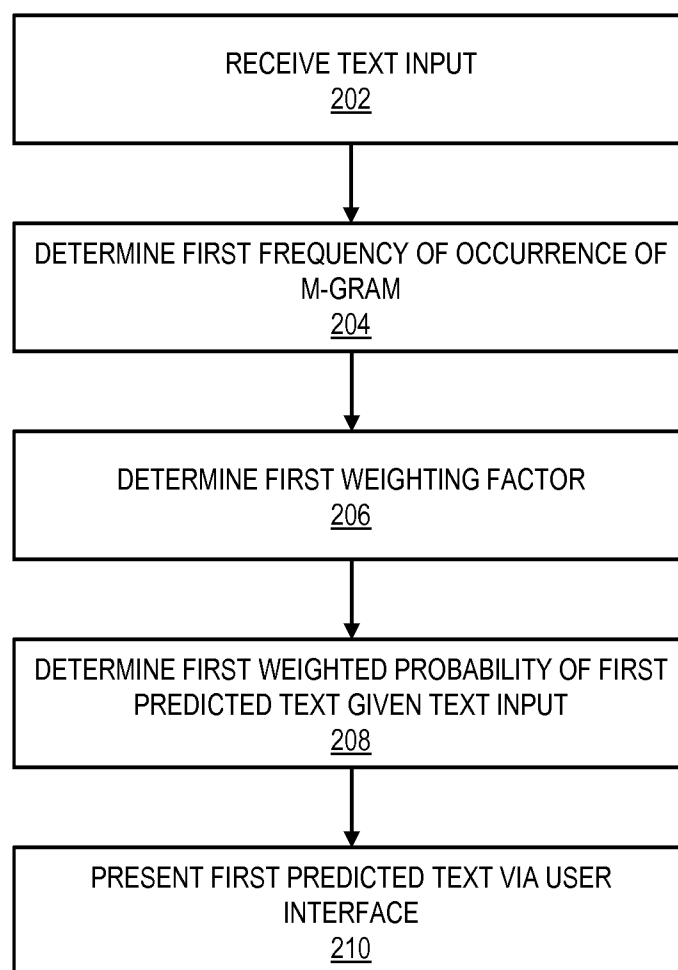 RECEIVE TEXT INPUT
202
DETERMINE FIRST FREQUENCY OF OCCURRENCE OF
M-GRAM
204
DETERMINE FIRST WEIGHTING FACTOR
206
DETERMINE FIRST WEIGHTED PROBABILITY OF FIRST
PREDICTED TEXT GIVEN TEXT INPUT
208
PRESENT FIRST PREDICTED TEXT VIA USER
INTERFACE
210